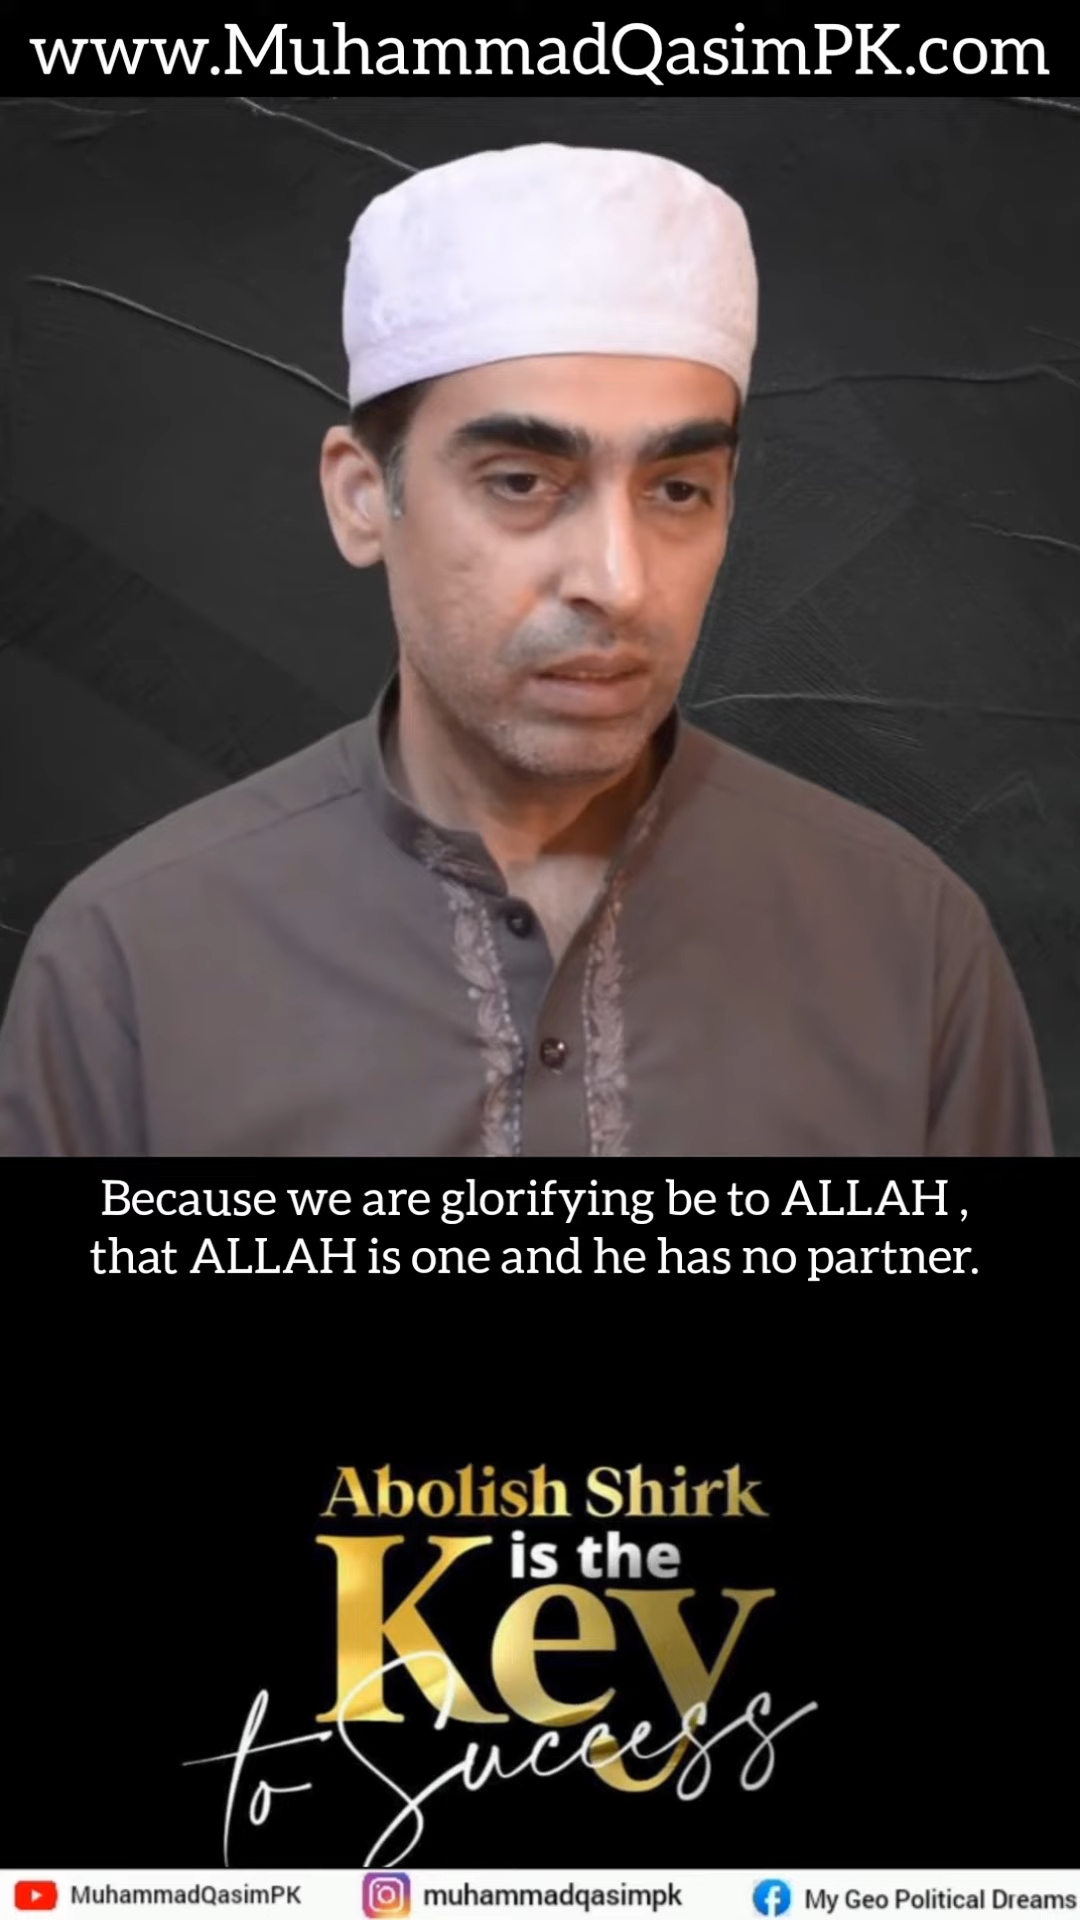 www.MuhammadQasimPK.com
Because we are glorifying be to ALLAH ,
that ALLAH is one and he has no partner.
Abolish Shirk
is the
Key
to Success
MuhammadQasimPK
muhammadqasimpk
My Geo Political Dreams